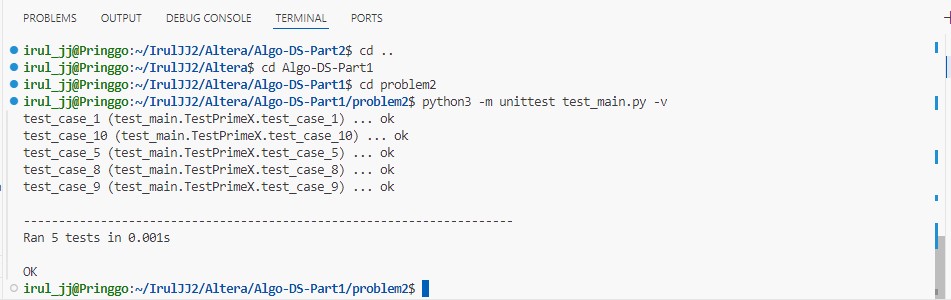 PROBLEMS OUTPUT DEBUG CONSOLE TERMINAL PORTS
irul_jj@Pringgo:~/IrulJJ2/Altera/Algo-DS-Part2$ cd ..
irul_jj@Pringgo:~/IrulJJ2/Altera$ cd Algo-DS-Part1
irul_jj@Pringgo:~/IrulJJ2/Altera/Algo-DS-Part1$ cd problem2
irul_jj@Pringgo:~/IrulJJ2/Altera/Algo-DS-Part1/problem2$ python3 -m unittest test_main.py -v
test_case_1 (test_main.TestPrimeX.test_case_1) ... ok
test_case_10 (test_main.TestPrimeX.test_case_10) ... ok
test_case_5 (test_main.TestPrimeX.test_case_5) ... ok
test_case_8 (test_main.TestPrimeX.test_case_8) ... ok
test_case_9 (test_main.TestPrimeX.test_case_9) ... ok
----------------------------------------------------------------------
Ran 5 tests in 0.001s
OK
irul_jj@Pringgo:~/IrulJJ2/Altera/Algo-DS-Part1/problem2$